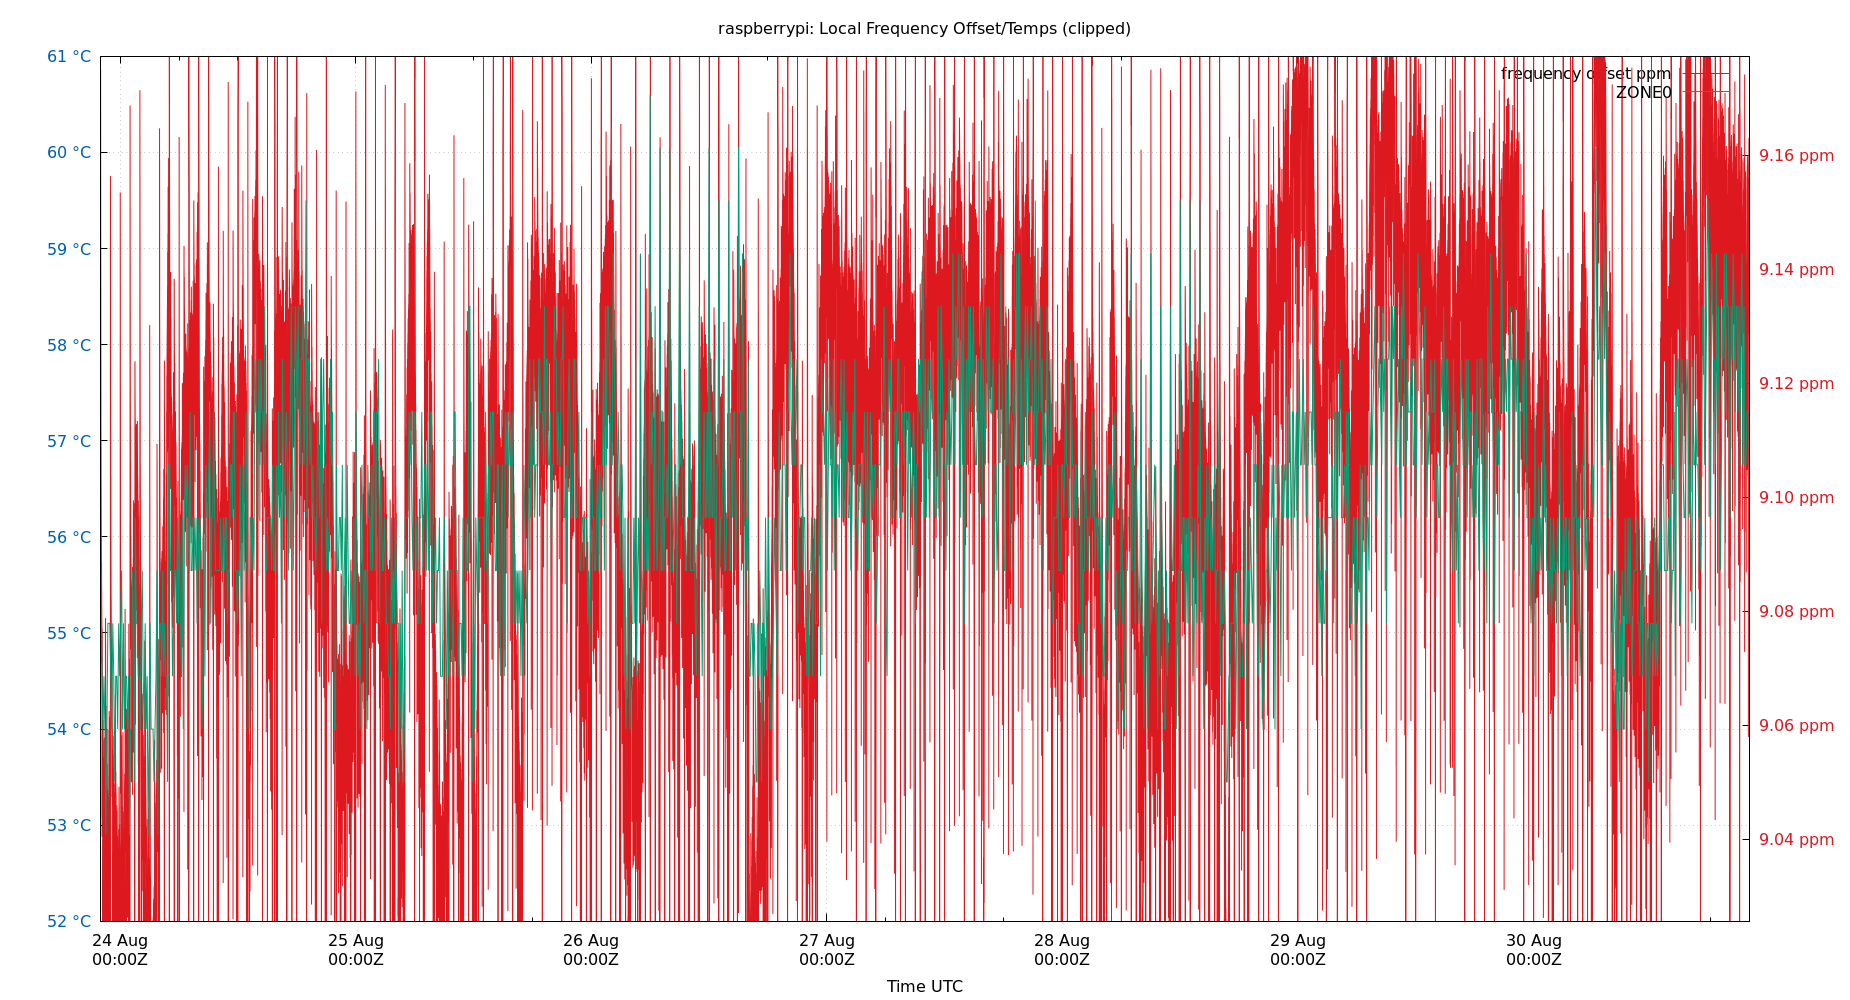 raspberrypi: Local Frequency Offset/Temps (clipped)
61 °C
60 °C
59 °C
58 °C
57 °C
56 °C
55 °C
54 °C
53 °C
52 °C
frequency offset ppm
ZONE0
9.16 ppm
9.14 ppm
9.12 ppm
9.10 ppm
9.08 ppm
9.06 ppm
9.04 ppm
24 Aug
00:00Z
25 Aug
00:00Z
26 Aug
00:00Z
27 Aug
00:00Z
28 Aug
00:00Z
29 Aug
00:00Z
30 Aug
00:00Z
Time UTC